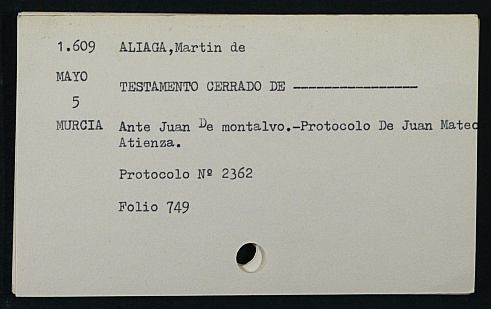 1.609 ALIAGA,Martin de
MAYO
TESTAMENTO CERRADO DE ----------------
5
MURCIA Ante Juan De montalvo.-Protocolo De Juan Mateo
Atienza.
Protocolo Nº 2362
Folio 749